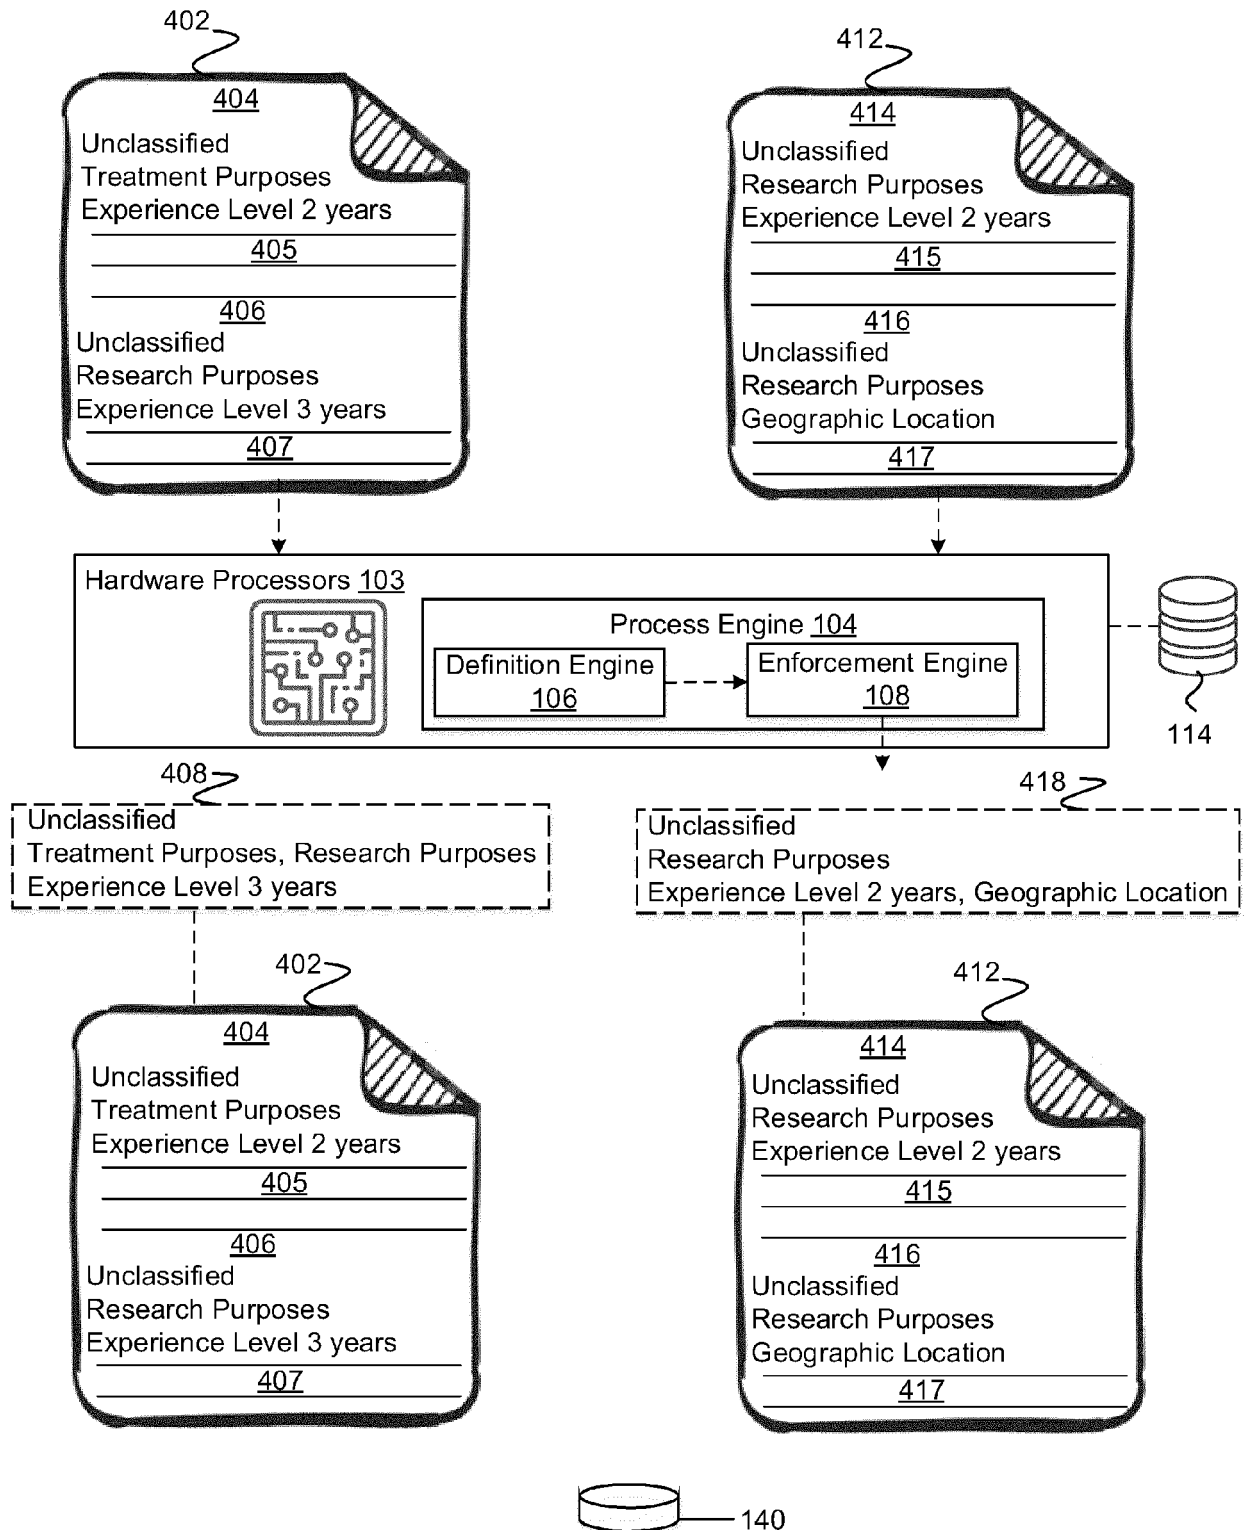 402
404
Unclassified
Treatment Purposes
Experience Level 2 years
405
406
Unclassified
Research Purposes
Experience Level 3 years
407
412
414
Unclassified
Research Purposes
Experience Level 2 years
415
416
Unclassified
Research Purposes
Geographic Location
417
Hardware Processors 103
Process Engine 104
Definition Engine
106
Enforcement Engine
108
114
408
Unclassified
Treatment Purposes, Research Purposes
Experience Level 3 years
418
Unclassified
Research Purposes
Experience Level 2 years, Geographic Location
402
404
Unclassified
Treatment Purposes
Experience Level 2 years
405
406
Unclassified
Research Purposes
Experience Level 3 years
407
412
414
Unclassified
Research Purposes
Experience Level 2 years
415
416
Unclassified
Research Purposes
Geographic Location
417
140